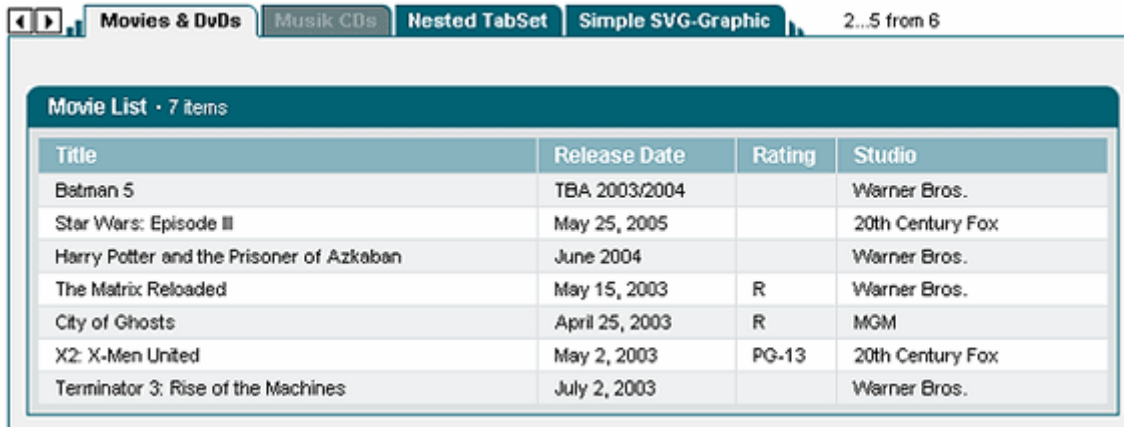 Movies & DvDs Musik CDs Nested TabSet Simple SVG-Graphic 2...5 from 6
Movie List · 7 items
Title Release Date Rating Studio
Batman 5 TBA 2003/2004 Warner Bros.
Star Wars: Episode III May 25, 2005 20th Century Fox
Harry Potter and the Prisoner of Azkaban June 2004 Warner Bros.
The Matrix Reloaded May 15, 2003 R Warner Bros.
City of Ghosts April 25, 2003 R MGM
X2: X-Men United May 2, 2003 PG-13 20th Century Fox
Terminator 3: Rise of the Machines July 2, 2003 Warner Bros.